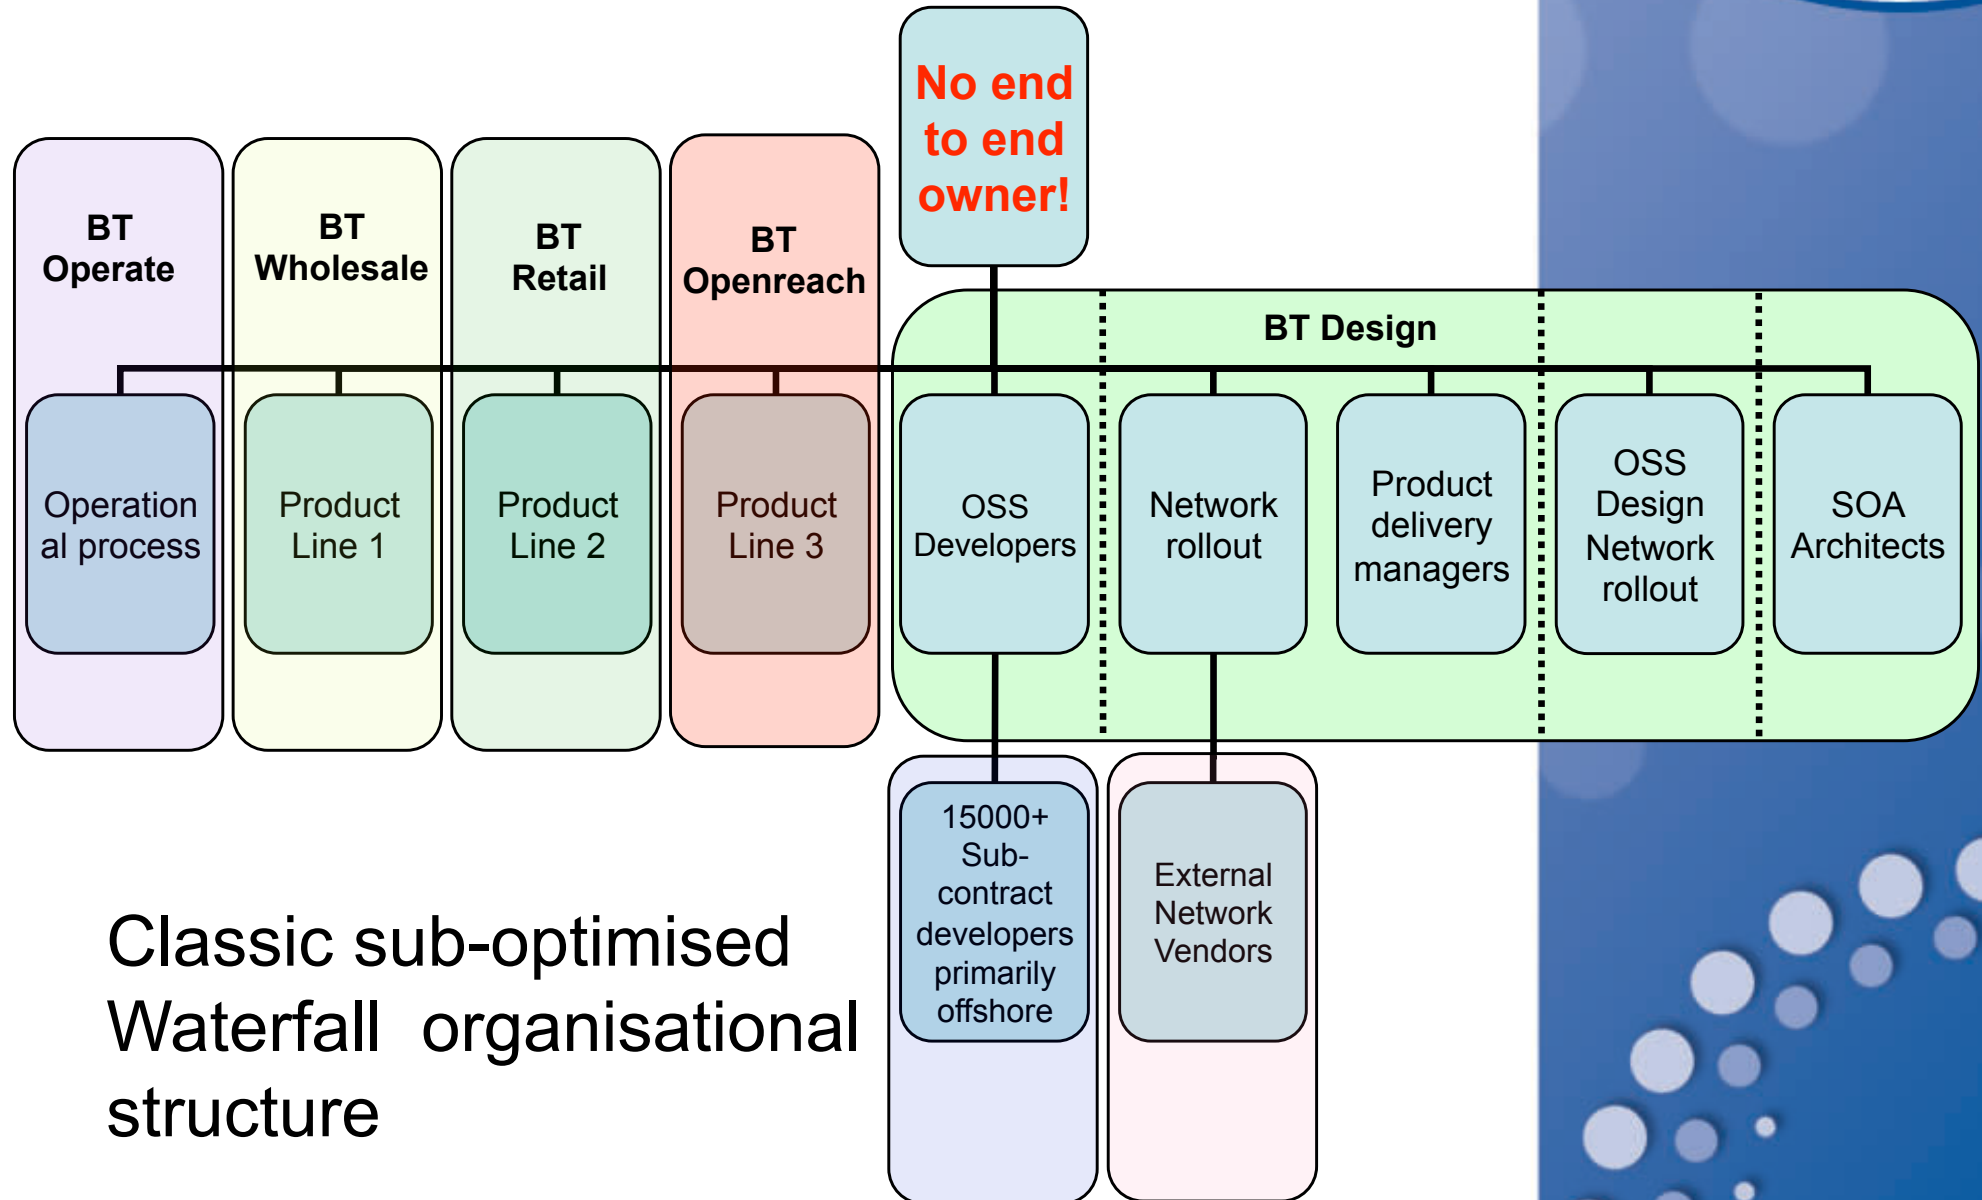 No end
to end
owner!
BT
Operate
BT
Wholesale
BT
Retail
BT
Openreach
BT Design
Operation
al process
Product
Line 1
Product
Line 2
Product
Line 3
OSS
Developers
Network
rollout
Product
delivery
managers
OSS
Design
Network
rollout
SOA
Architects
15000+
Sub-
contract
developers
primarily
offshore
External
Network
Vendors
Classic sub-optimised
Waterfall  organisational
structure